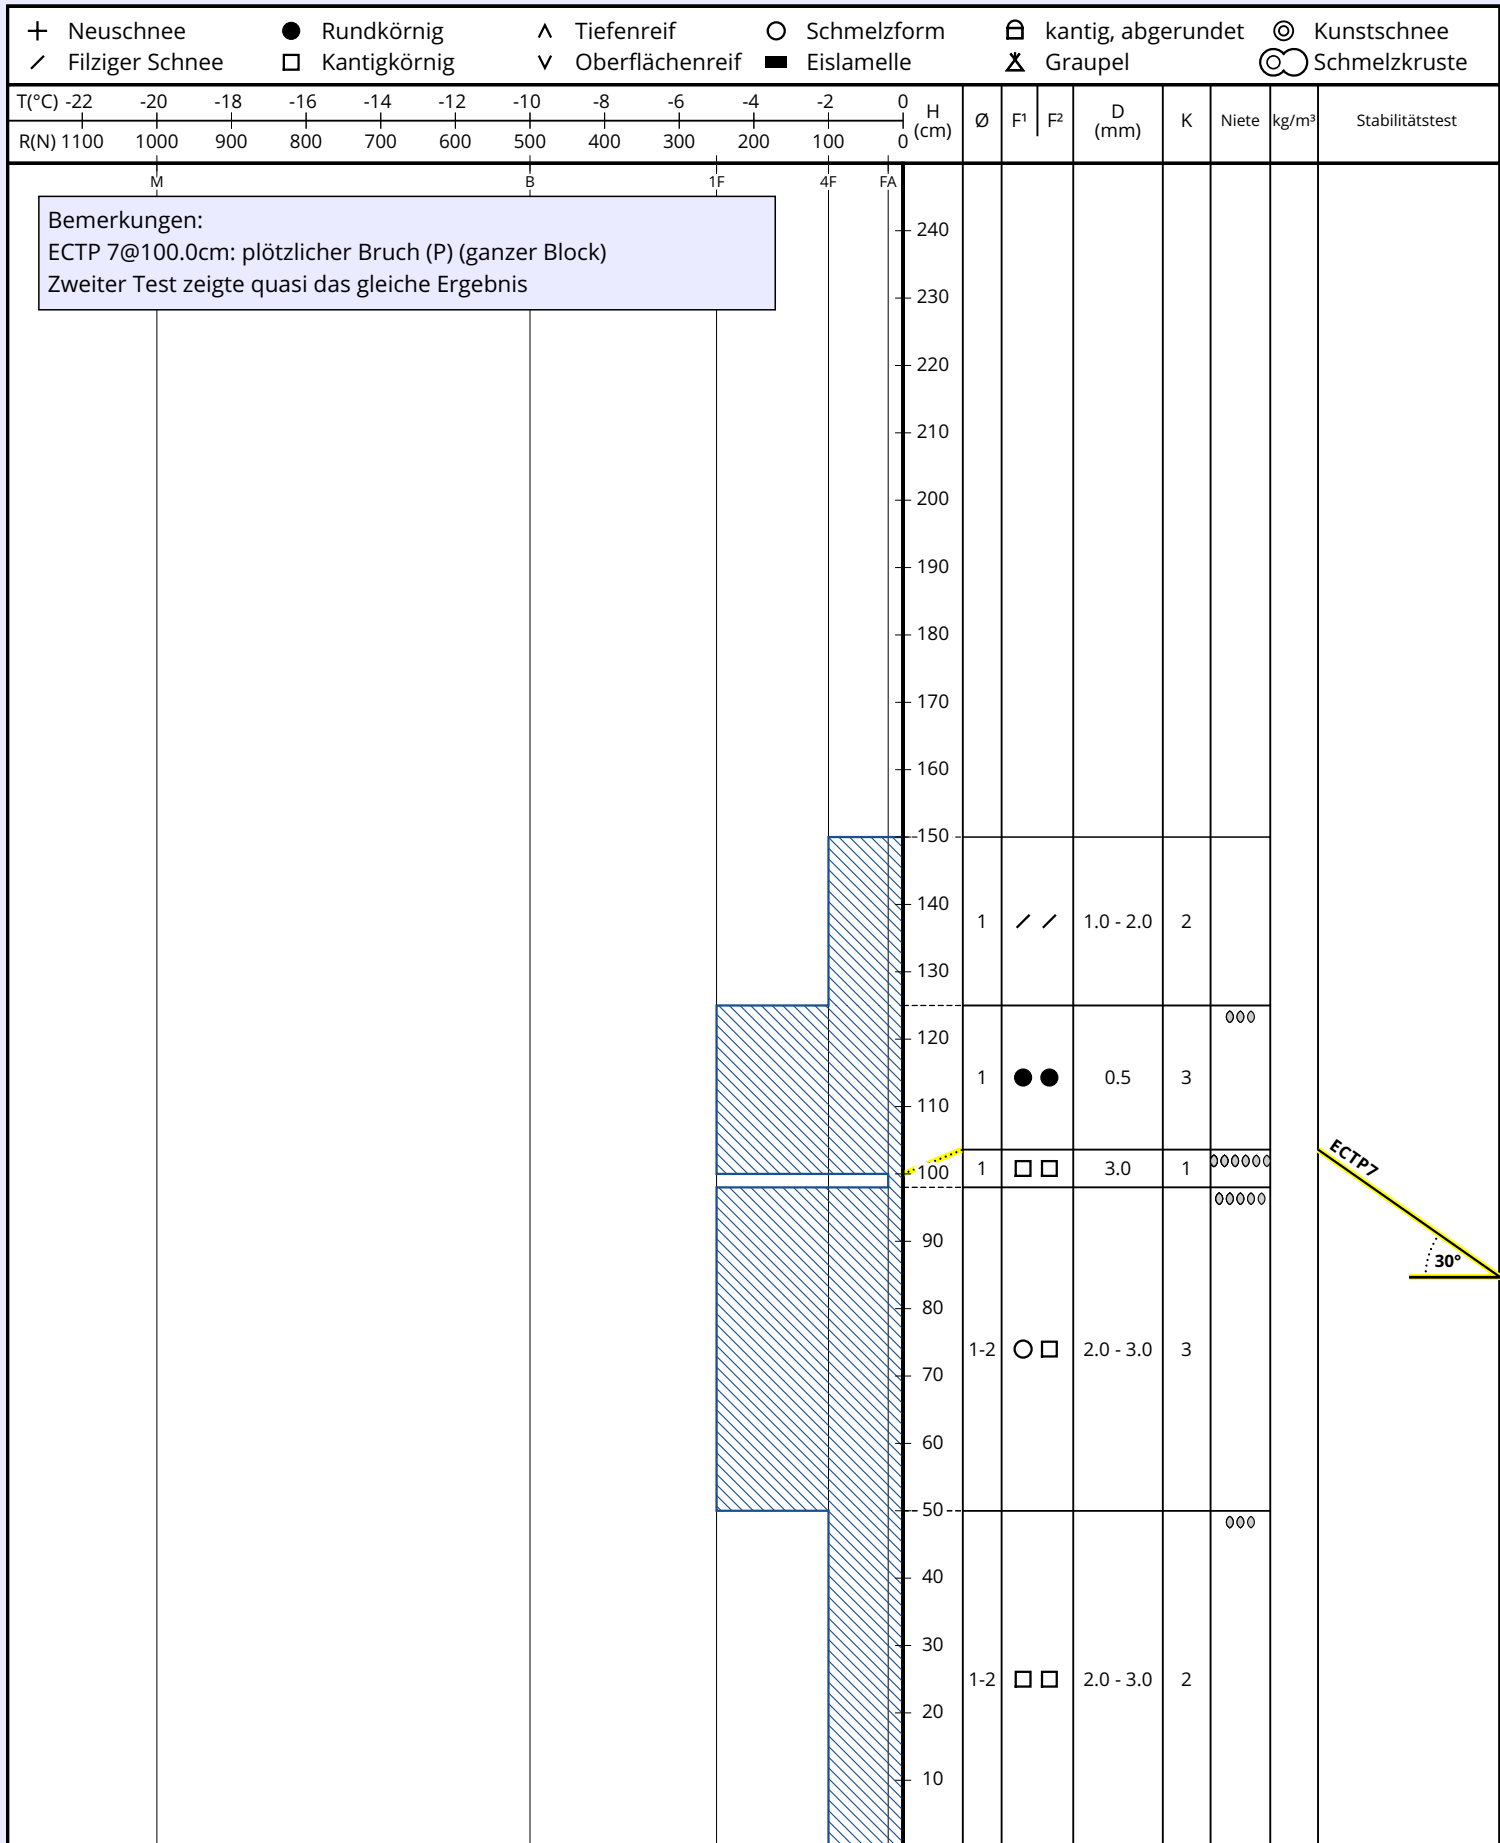 Neuschnee Rundkörnig Tiefenreif Schmelzform kantig, abgerundet Kunstschnee
Filziger Schnee Kantigkörnig Oberflächenreif Eislamelle Graupel Schmelzkruste
T(°C) -22 -20 -18 -16 -14 -12 -10 -8 -6 -4 -2 0
R(N) 1100 1000 900 800 700 600 500 400 300 200 100 0
H (cm) Ø F¹ F² D (mm) K Niete kg/m³ Stabilitätstest
M B 1F 4F FA
Bemerkungen:
ECTP 7@100.0cm: plötzlicher Bruch (P) (ganzer Block)
Zweiter Test zeigte quasi das gleiche Ergebnis
240
230
220
210
200
190
180
170
160
150
140
1 1.0 - 2.0 2
130
120
1 0.5 3
110
ECTP7
100 1 3.0 1
90
30°
80
1-2 2.0 - 3.0 3
70
60
50
40
30
1-2 2.0 - 3.0 2
20
10